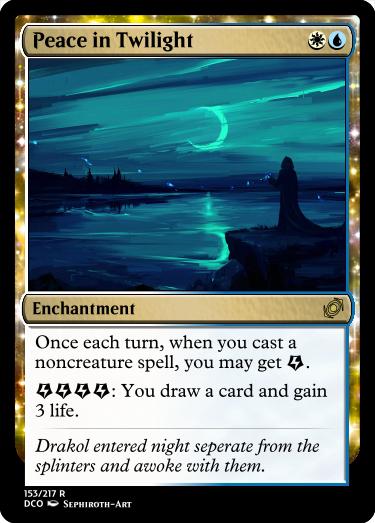 Peace in Twilight
Enchantment
Once each turn, when you cast a
noncreature spell, you may get .
: You draw a card and gain
3 life.
Drakol entered night seperate from the
splinters and awoke with them.
153/217 R
DCO Sephiroth-Art